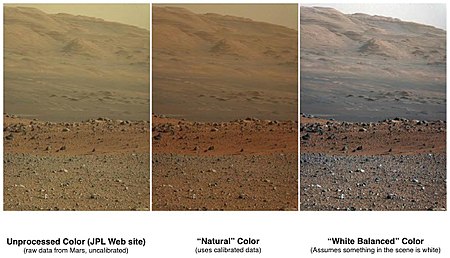 Unprocessed Color (JPL Web site)
(raw data from Mars, uncalibrated)
“Natural” Color
(uses calibrated data)
“White Balanced” Color
(Assumes something in the scene is white)